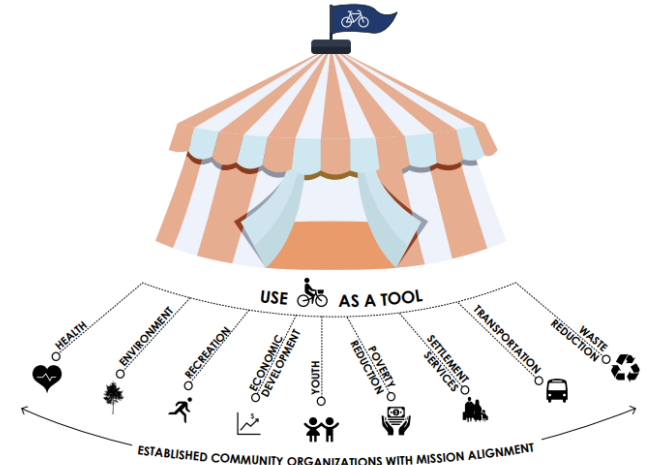 USE AS A TOOL
HEALTH
ENVIRONMENT
RECREATION
ECONOMIC
DEVELOPMENT
$
YOUTH
POVERTY
REDUCTION
SETTLEMENT
SERVICES
TRANSPORTATION
WASTE
REDUCTION
ESTABLISHED COMMUNITY ORGANIZATIONS WITH MISSION ALIGNMENT